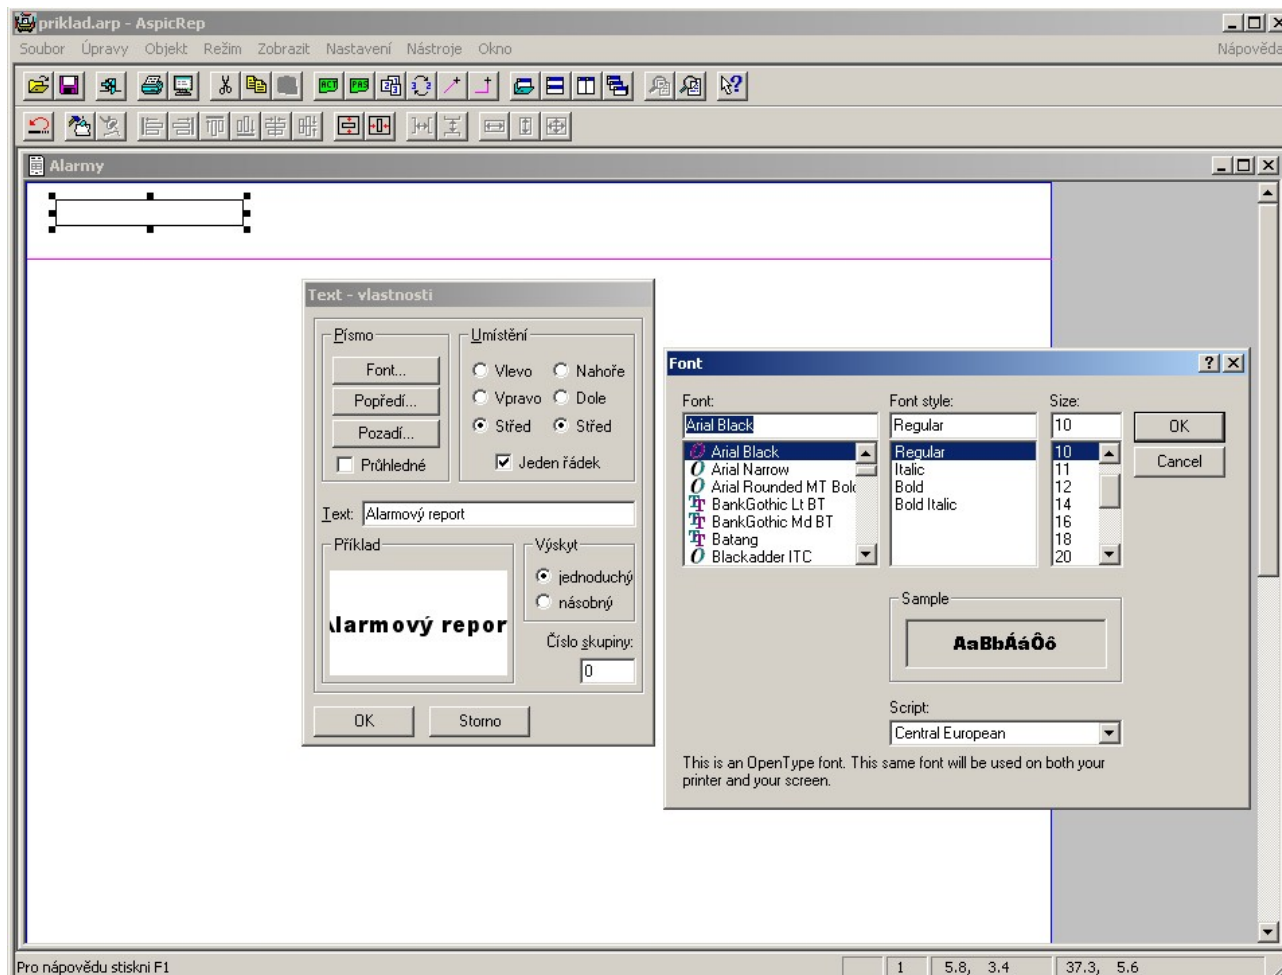 priklad.arp - AspicRep
Soubor Úpravy Objekt Režim Zobrazit Nastavení Nástroje Okno Nápověda
ACT PAS
Alarmy
Text - vlastnosti
Písmo
Font...
Popředí...
Pozadí...
Průhledné
Umístění
Vlevo Nahoře
Vpravo Dole
Střed Střed
Jeden řádek
Text: Alarmový report
Příklad
Alarmový repor
Výskyt
jednoduchý
násobný
Číslo skupiny:
0
OK Storno
Font
Font: Font style: Size:
Arial Black Regular 10 OK
Arial Black Regular 10 Cancel
Arial Narrow Italic 11
Arial Rounded MT Bold Bold 12
BankGothic Lt BT Bold Italic 14
BankGothic Md BT 16
Batang 18
Blackadder ITC 20
Sample
AaBbÁáÔô
Script:
Central European
This is an OpenType font. This same font will be used on both your
printer and your screen.
Pro nápovědu stiskni F1 1 5.8, 3.4 37.3, 5.6